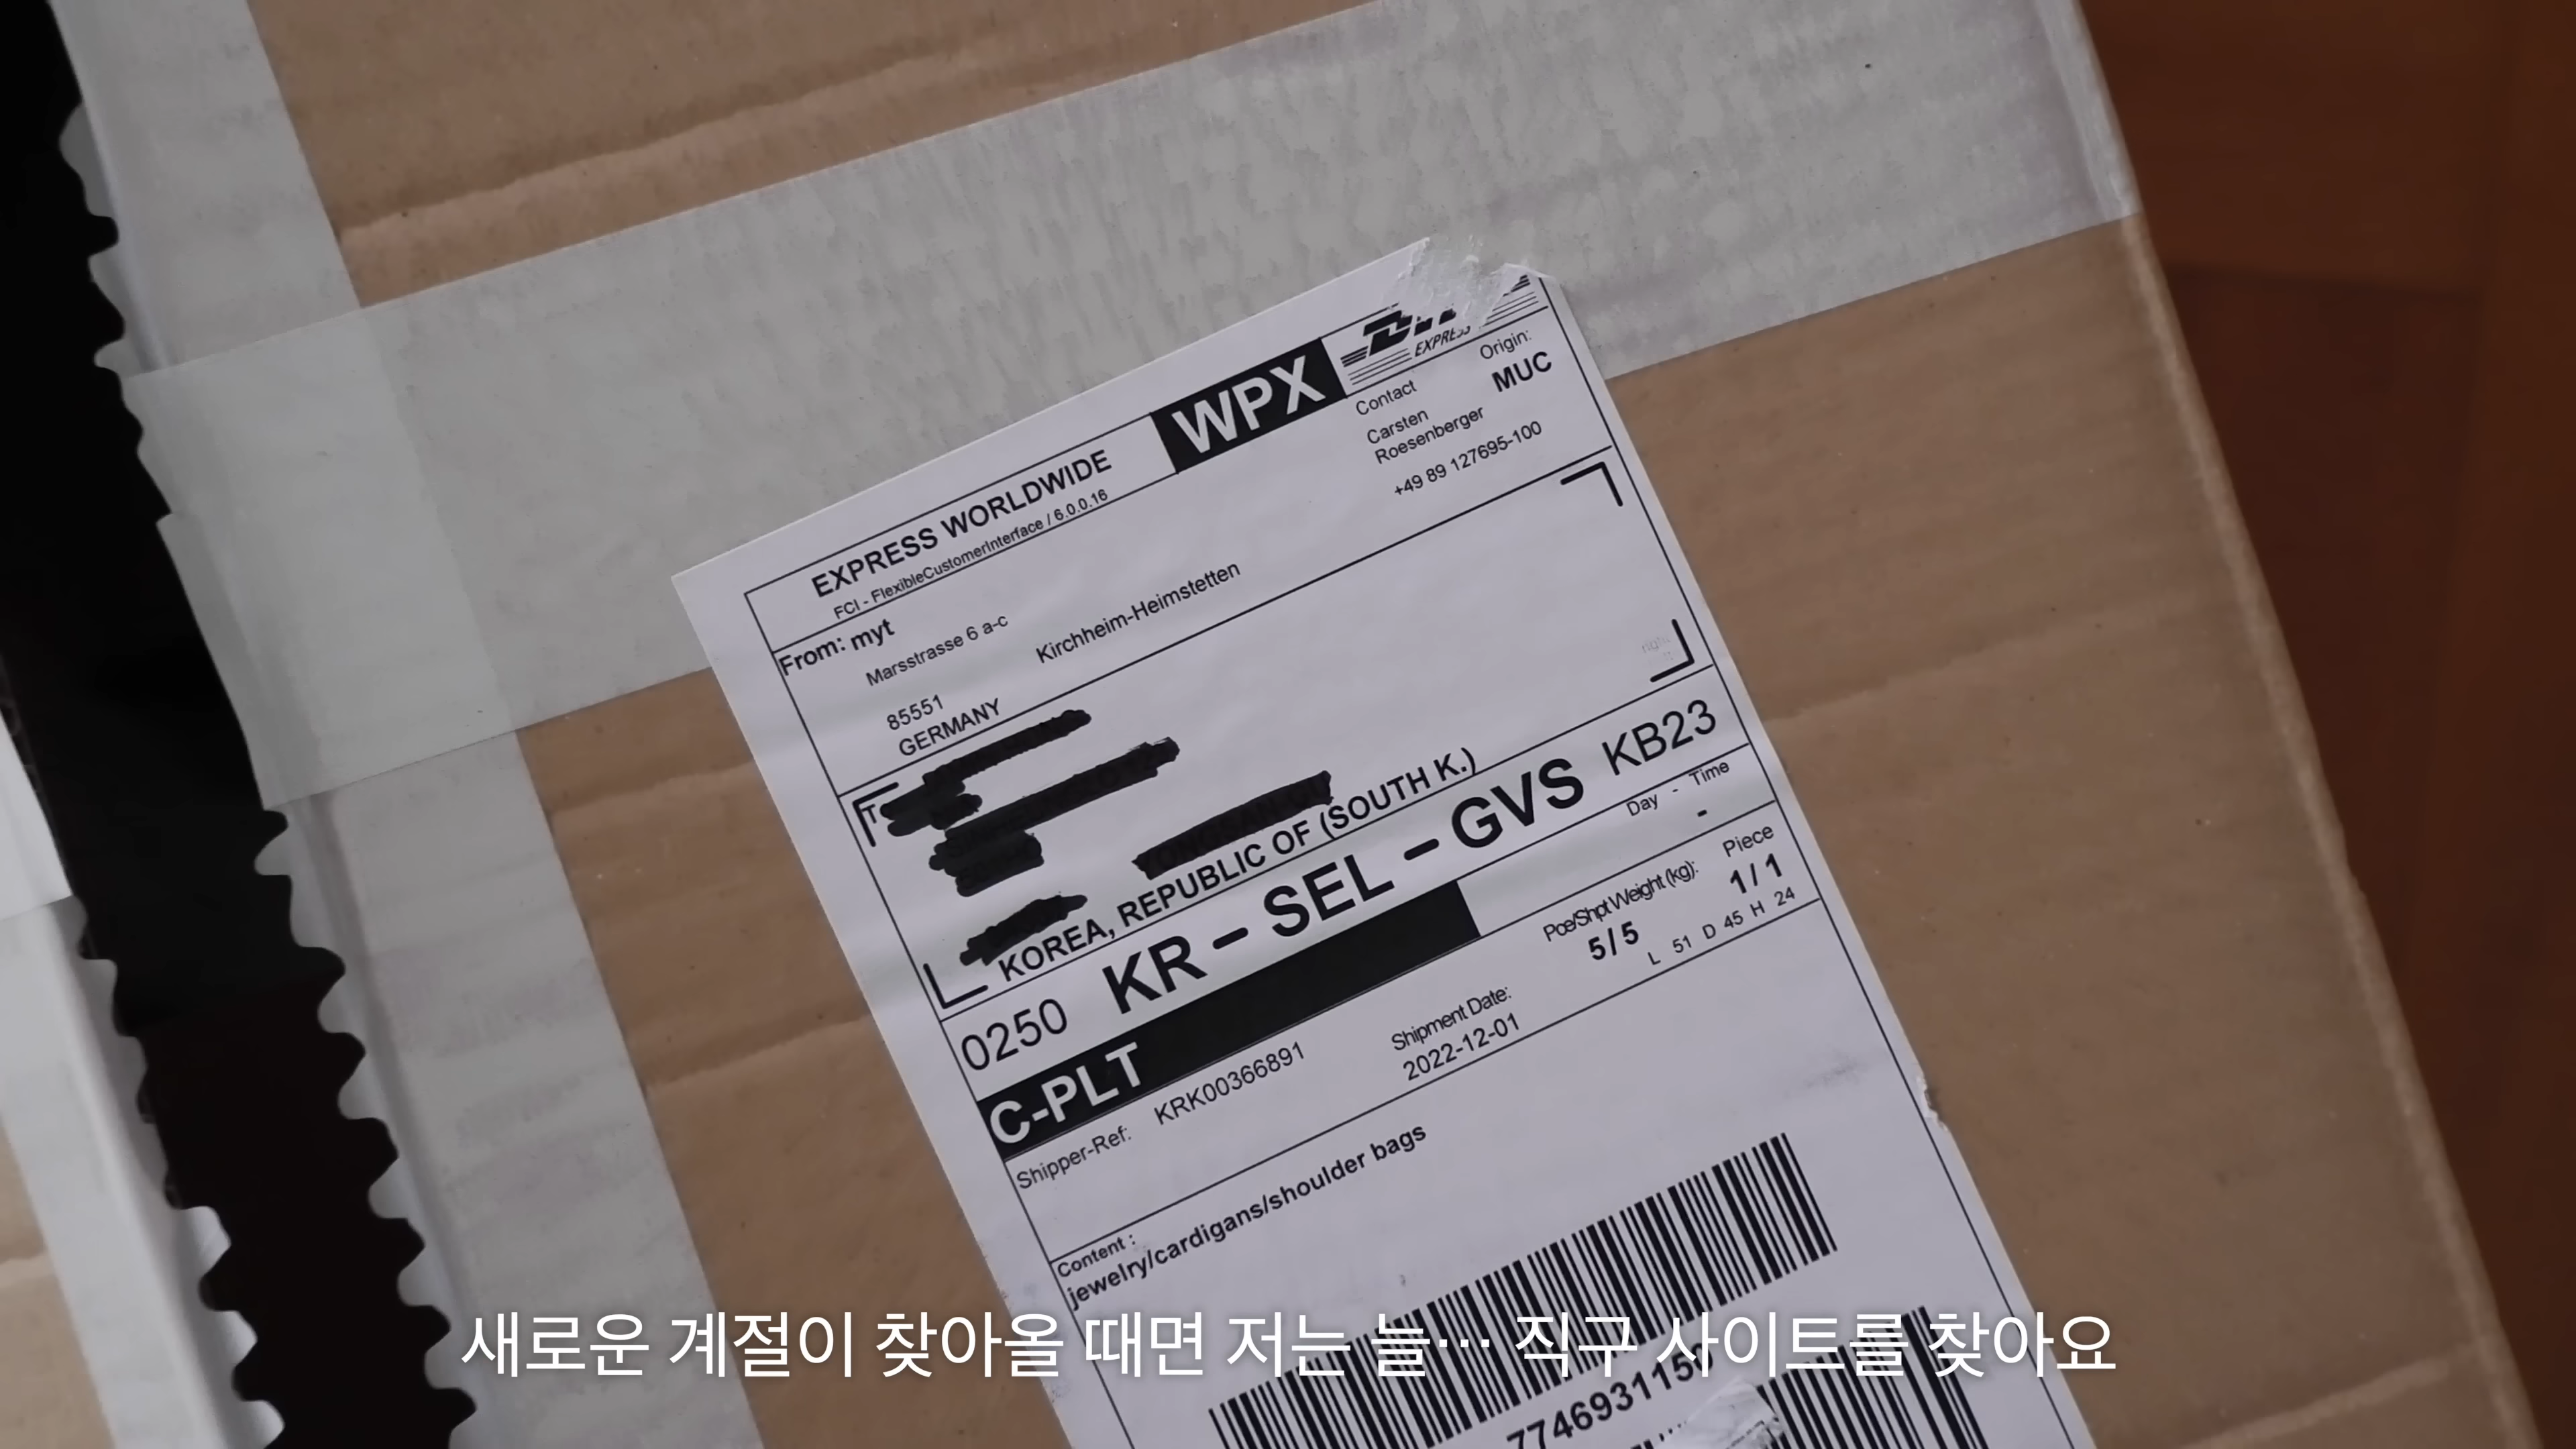 EXPRESS WORLDWIDE
FCI - FlexibleCustomerInterface / 6.0.0.16
WPX
EXPRESS
From: myt
Marsstrasse 6 a-c
85551 Kirchheim-Heimstetten
GERMANY
Contact
Carsten
Roesenberger
+49 89 127695-100
Origin:
MUC
KOREA, REPUBLIC OF (SOUTH K.)
0250 KR – SEL – GVS KB23
C-PLT
Day - Time
-
Shipper-Ref: KRK00366891
Shipment Date:
2022-12-01
Pce/Shpt Weight (kg):
5 / 5
Piece
1 / 1
L 51 D 45 H 24
Content :
jewelry/cardigans/shoulder bags
새로운 계절이 찾아올 때면 저는 늘… 직구 사이트를 찾아요